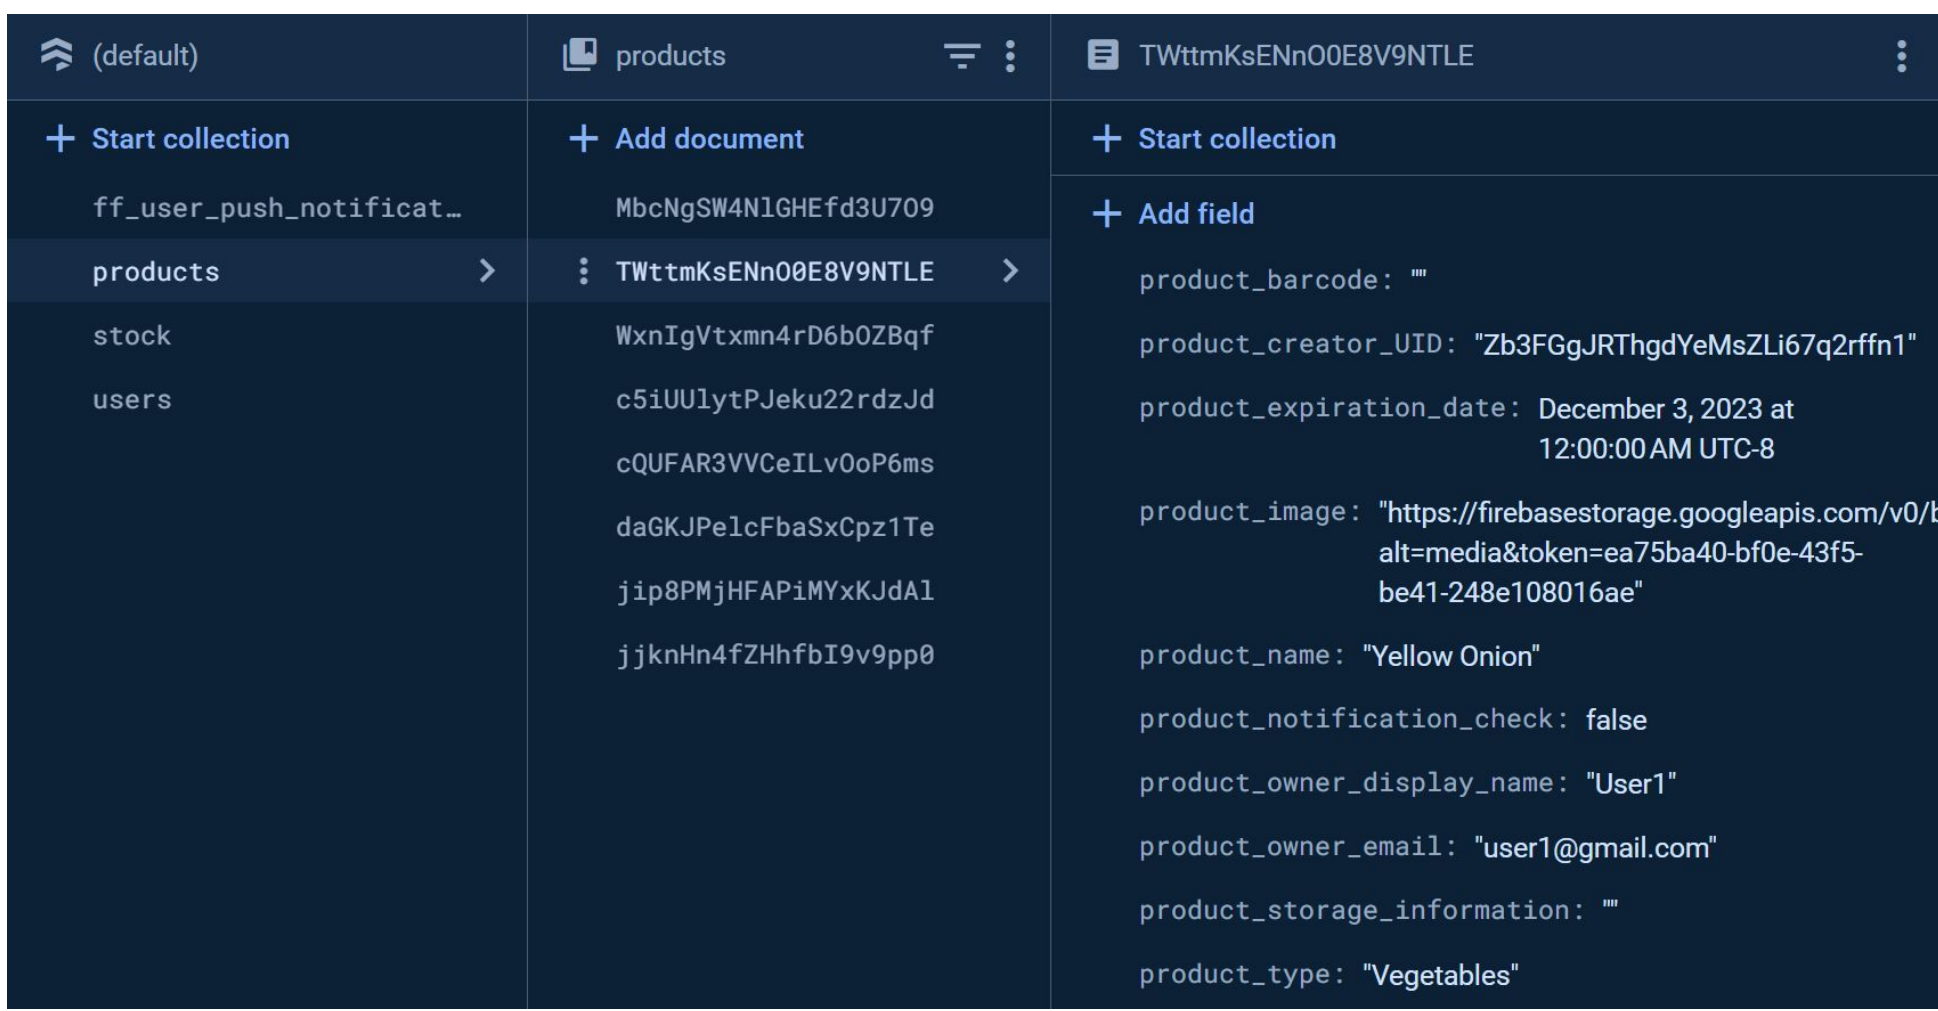 (default)
Start collection
ff_user_push_notificat…
products
stock
users
products
Add document
MbcNgSW4NlGHEfd3U7O9
TWttmKsENnO0E8V9NTLE
WxnIgVtxmn4rD6bOZBqf
c5iUUlytPJeku22rdzJd
cQUFAR3VVCeILvOoP6ms
daGKJPelcFbaSxCpz1Te
jip8PMjHFAPiMYxKJdAl
jjknHn4fZHhfbI9v9pp0
TWttmKsENnO0E8V9NTLE
Start collection
Add field
product_barcode: ""
product_creator_UID: "Zb3FGgJRThgdYeMsZLi67q2rffn1"
product_expiration_date: December 3, 2023 at
12:00:00 AM UTC-8
product_image: "https://firebasestorage.googleapis.com/v0/b
alt=media&token=ea75ba40-bf0e-43f5-
be41-248e108016ae"
product_name: "Yellow Onion"
product_notification_check: false
product_owner_display_name: "User1"
product_owner_email: "user1@gmail.com"
product_storage_information: ""
product_type: "Vegetables"